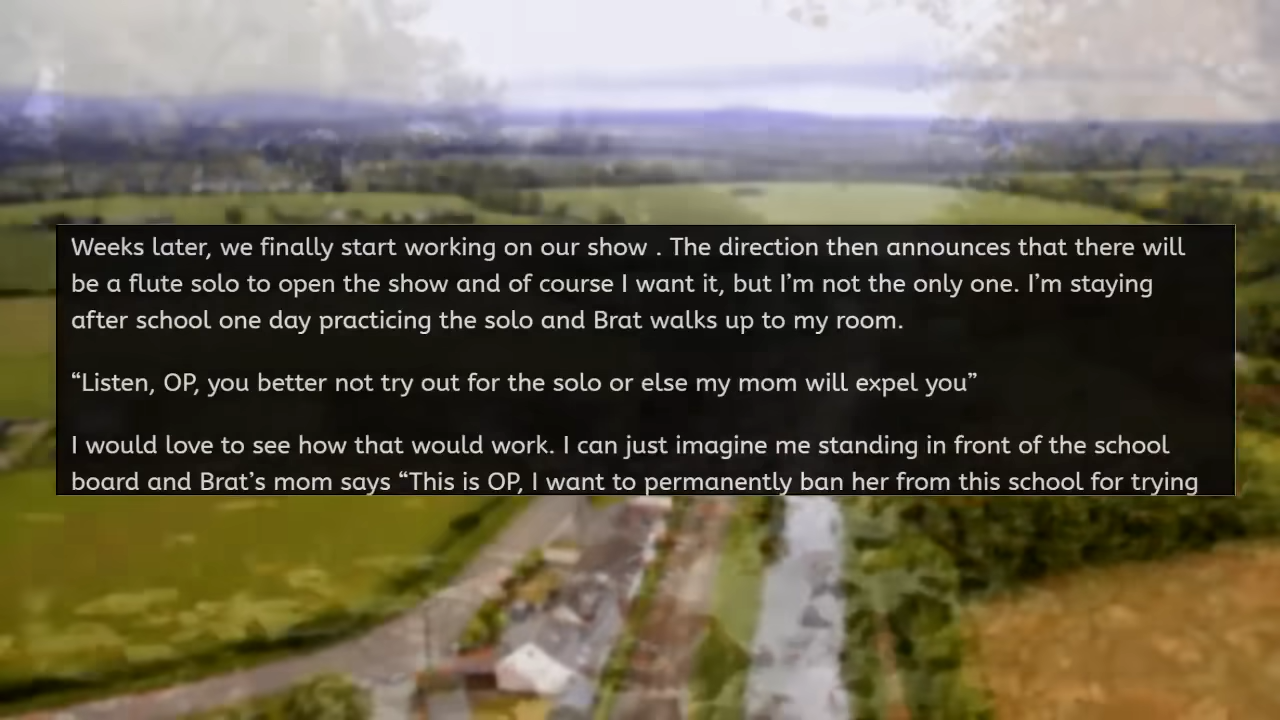 Weeks later, we finally start working on our show . The direction then announces that there will
be a flute solo to open the show and of course I want it, but I’m not the only one. I’m staying
after school one day practicing the solo and Brat walks up to my room.
“Listen, OP, you better not try out for the solo or else my mom will expel you”
I would love to see how that would work. I can just imagine me standing in front of the school
board and Brat’s mom says “This is OP, I want to permanently ban her from this school for trying